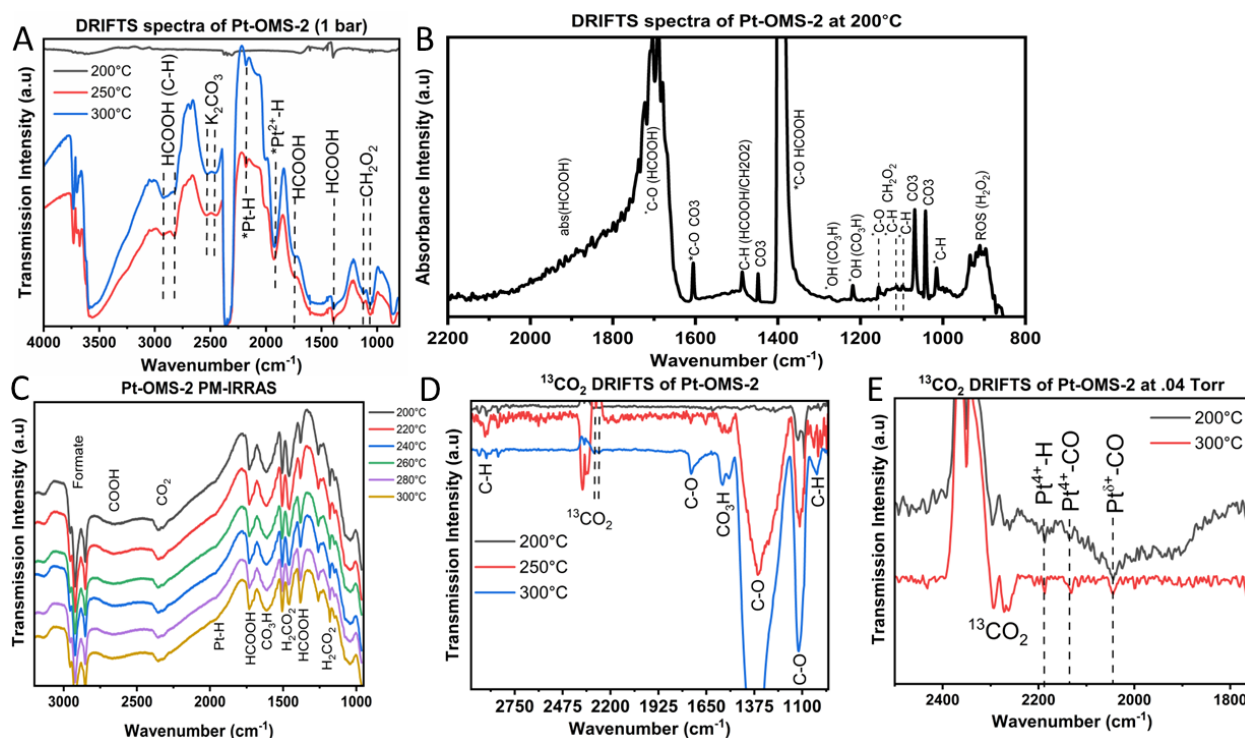 A
DRIFTS spectra of Pt-OMS-2 (1 bar)
Transmission Intensity (a.u)
200°C
250°C
300°C
HCOOH (C-H)
K2CO3
*Pt-H
*Pt2+-H
HCOOH
HCOOH
CH2O2
4000 3500 3000 2500 2000 1500 1000
Wavenumber (cm-1)
B
DRIFTS spectra of Pt-OMS-2 at 200°C
Absorbance Intensity (a.u)
abs(HCOOH)
*C-O (HCOOH)
*C-O CO3
C-H (HCOOH/CH2O2)
CO3
*C-O HCOOH
*OH (CO3H)
*OH (CO3H)
*C-O
*C-H CH2O2
*C-H
CO3
CO3
*C-H
ROS (H2O2)
2200 2000 1800 1600 1400 1200 1000 800
Wavenumber (cm-1)
C
Pt-OMS-2 PM-IRRAS
Transmission Intensity (a.u)
Formate
COOH
CO2
Pt-H
HCOOH
CO3H
H2CO2
HCOOH
H2CO2
200°C
220°C
240°C
260°C
280°C
300°C
3000 2500 2000 1500 1000
Wavenumber (cm-1)
D
13CO2 DRIFTS of Pt-OMS-2
Transmission Intensity (a.u)
C-H
13CO2
C-O
CO3H
C-O
C-O
C-H
200°C
250°C
300°C
2750 2475 2200 1925 1650 1375 1100
Wavenumber (cm-1)
E
13CO2 DRIFTS of Pt-OMS-2 at .04 Torr
Transmission Intensity (a.u)
200°C
300°C
Pt4+-H
Pt4+-CO
Ptδ+-CO
13CO2
2400 2200 2000 1800
Wavenumber (cm-1)